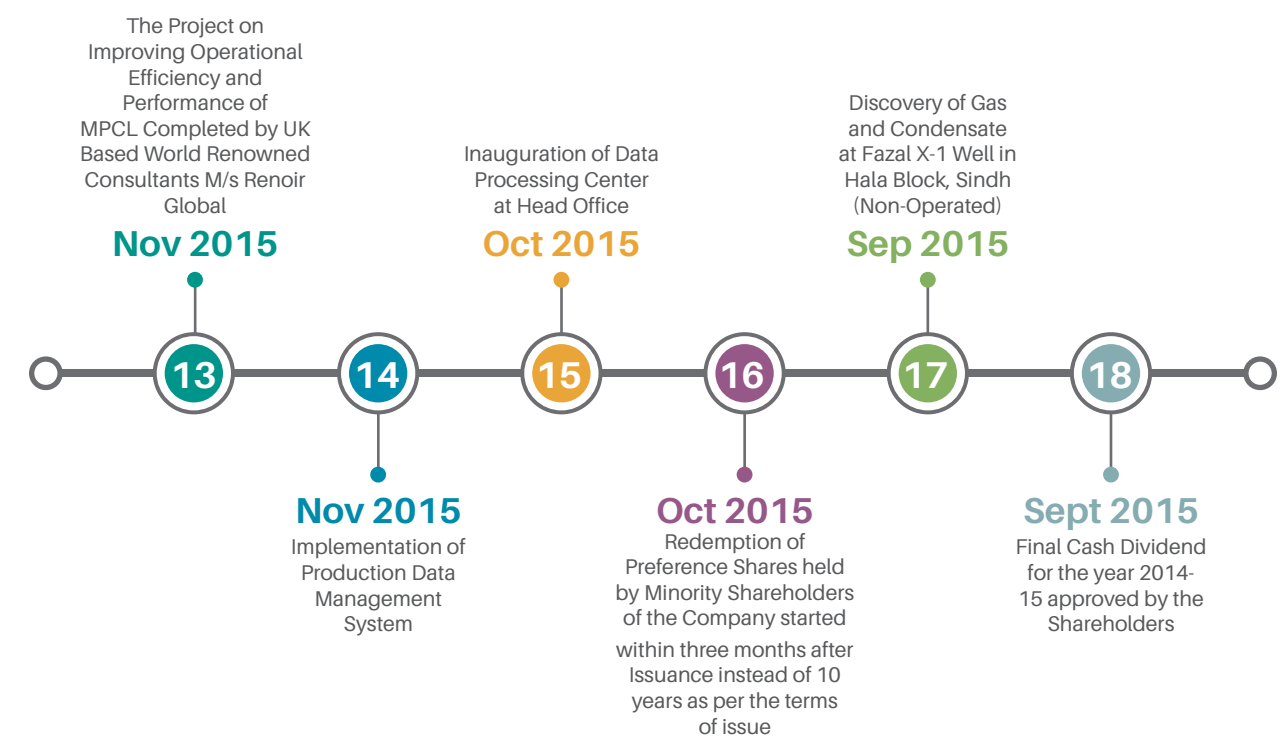 The Project on
Improving Operational
Efficiency and
Performance of
MPCL Completed by UK
Based World Renowned
Consultants M/s Renoir
Global
Nov 2015
Inauguration of Data
Processing Center
at Head Office
Oct 2015
Discovery of Gas
and Condensate
at Fazal X-1 Well in
Hala Block, Sindh
(Non-Operated)
Sep 2015
13
14
15
16
17
18
Nov 2015
Implementation of
Production Data
Management
System
Oct 2015
Redemption of
Preference Shares held
by Minority Shareholders
of the Company started
within three months after
Issuance instead of 10
years as per the terms
of issue
Sept 2015
Final Cash Dividend
for the year 2014-
15 approved by the
Shareholders